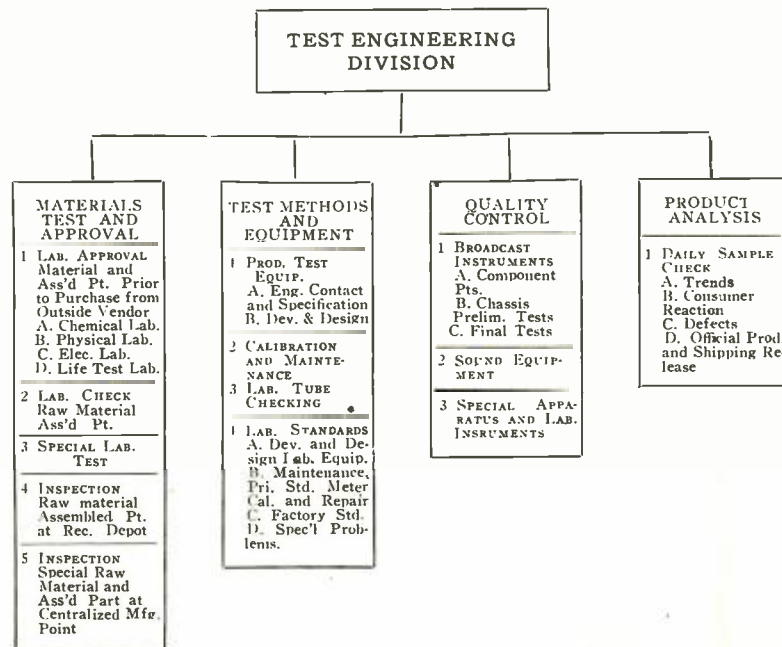 TEST ENGINEERING
DIVISION
MATERIALS
TEST AND
APPROVAL
1 LAB. APPROVAL
Material and
Ass'd Pt. Prior
to Purchase from
Outside Vendor
A. Chemical Lab.
B. Physical Lab.
C. Elec. Lab.
D. Life Test Lab.
2 LAB. CHECK
Raw Material
Ass'd Pt.
3 SPECIAL LAB.
TEST
4 INSPECTION
Raw material
Assembled Pt.
at Rec. Depot
5 INSPECTION
Special Raw
Material and
Ass'd Part at
Centralized Mfg.
Point
TEST METHODS
AND
EQUIPMENT
1 PROD. TEST
EQUIP.
A. Eng. Contact
and Specification
B. Dev. & Design
2 CALIBRATION
AND MAINTE-
NANCE
3 LAB. TUBE
CHECKING
4 LAB. STANDARDS
A. Dev. and De-
sign Lab. Equip.
B. Maintenance,
Pri. Std. Meter
Cal. and Repair
C. Factory Std.
D. Spec'l Prob-
lems.
QUALITY
CONTROL
1 BROADCAST
INSTRUMENTS
A. Component
Pts.
B. Chassis
Prelim. Tests
C. Final Tests
2 SOUND EQUIP-
MENT
3 SPECIAL APPA-
RATUS AND LAB.
INSRUMENTS
PRODUCT
ANALYSIS
1 DAILY SAMPLE
CHECK
A. Trends
B. Consumer
Reaction
C. Defects
D. Official Prod.
and Shipping Re-
lease